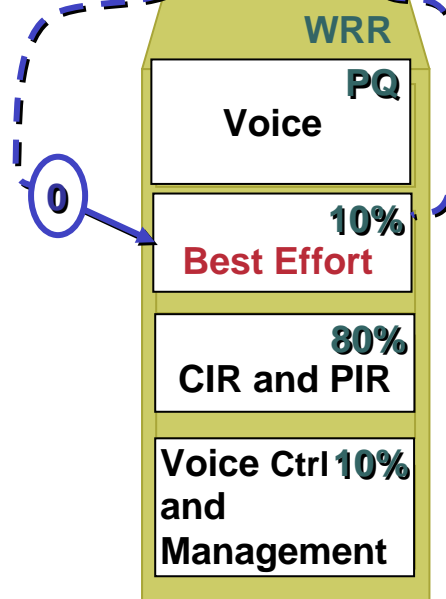 WRR
PQ
Voice
0
10%
Best Effort
80%
CIR and PIR
Voice Ctrl 10%
and
Management